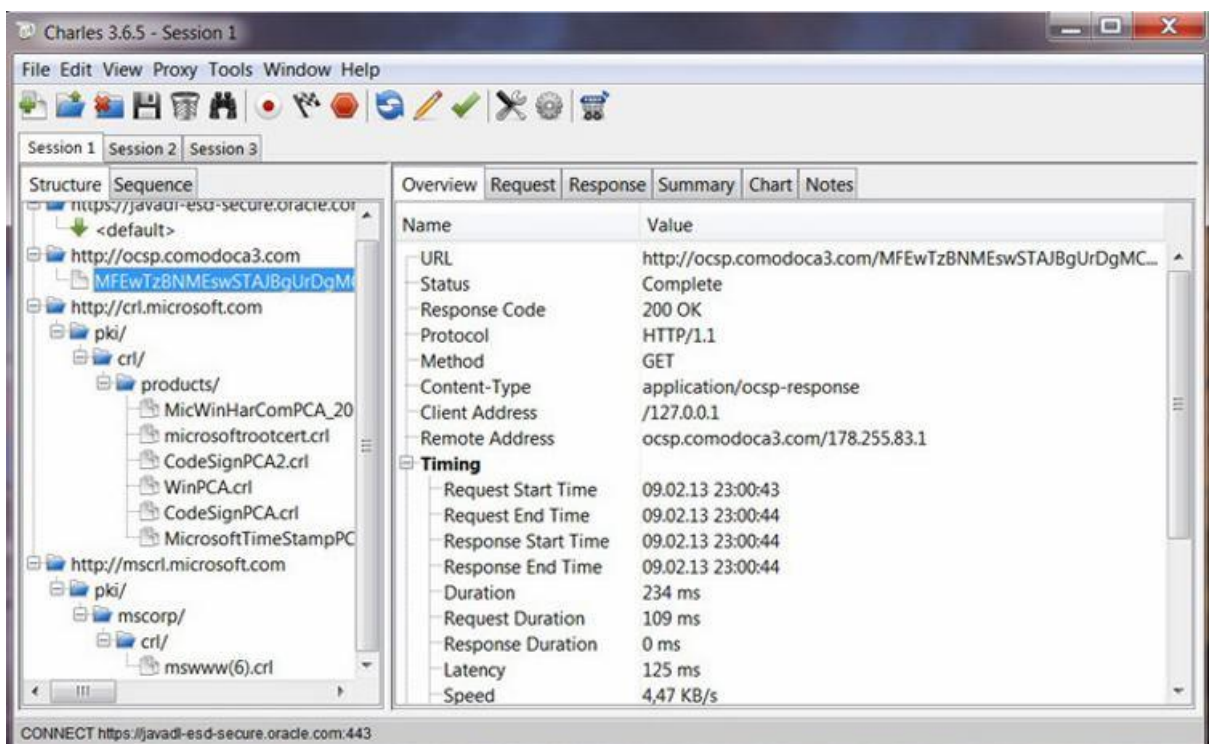 Charles 3.6.5 - Session 1
File Edit View Proxy Tools Window Help
Session 1 Session 2 Session 3
Structure Sequence
https://javadl-esd-secure.oracle.com
<default>
http://ocsp.comodoca3.com
MFEwTzBNMEswSTAJBgUrDgM
http://crl.microsoft.com
pki/
crl/
products/
MicWinHarComPCA_20
microsoftrootcert.crl
CodeSignPCA2.crl
WinPCA.crl
CodeSignPCA.crl
MicrosoftTimeStampPC
http://mscrl.microsoft.com
pki/
mscorp/
crl/
mswww(6).crl
Overview Request Response Summary Chart Notes
Name Value
URL http://ocsp.comodoca3.com/MFEwTzBNMEswSTAJBgUrDgMC...
Status Complete
Response Code 200 OK
Protocol HTTP/1.1
Method GET
Content-Type application/ocsp-response
Client Address /127.0.0.1
Remote Address ocsp.comodoca3.com/178.255.83.1
Timing
Request Start Time 09.02.13 23:00:43
Request End Time 09.02.13 23:00:44
Response Start Time 09.02.13 23:00:44
Response End Time 09.02.13 23:00:44
Duration 234 ms
Request Duration 109 ms
Response Duration 0 ms
Latency 125 ms
Speed 4,47 KB/s
CONNECT https://javadl-esd-secure.oracle.com:443